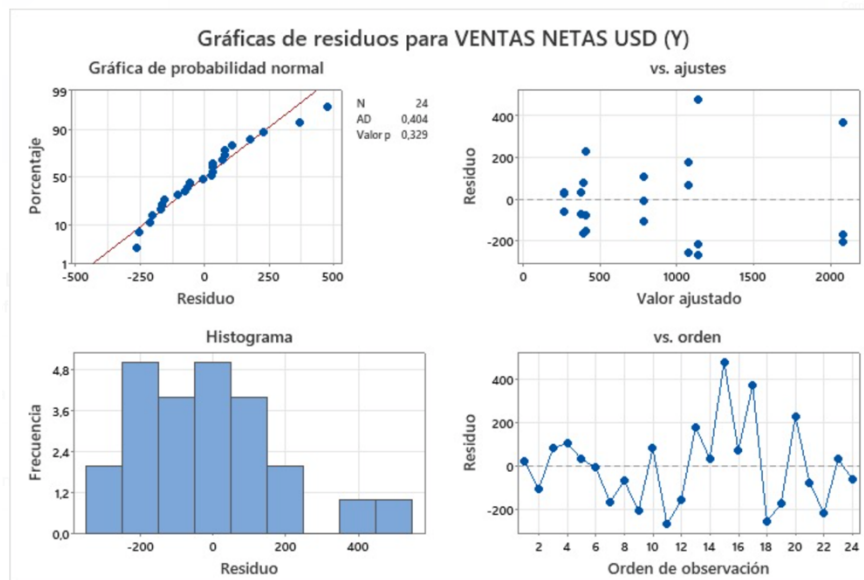 Gráficas de residuos para VENTAS NETAS USD (Y)
Gráfica de probabilidad normal
99
90
50
10
1
Porcentaje
-500
-250
0
250
500
Residuo
N 24
AD 0,404
Valor p 0,329
vs. ajustes
400
200
0
-200
Residuo
0
500
1000
1500
2000
Valor ajustado
Histograma
4,8
3,6
2,4
1,2
0,0
Frecuencia
-200
0
200
400
Residuo
vs. orden
400
200
0
-200
Residuo
2
4
6
8
10
12
14
16
18
20
22
24
Orden de observación